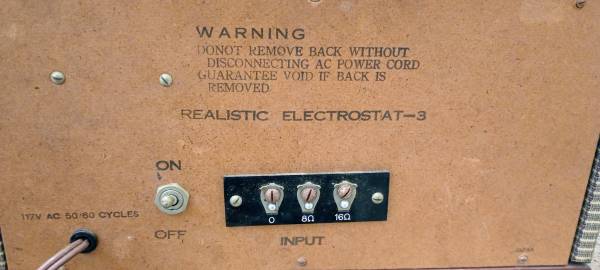 WARNING
DONOT REMOVE BACK WITHOUT
DISCONNECTING AC POWER CORD
GUARANTEE VOID IF BACK IS
REMOVED
REALISTIC ELECTROSTAT-3
ON
117V AC 50/60 CYCLES
OFF
0 8Ω 16Ω
INPUT